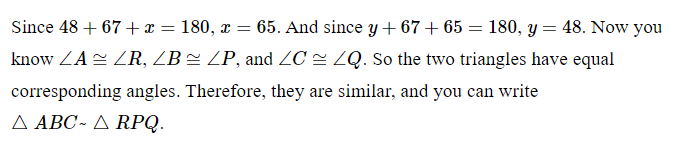 Since 48 + 67 + x = 180, x = 65. And since y + 67 + 65 = 180, y = 48. Now you
know ∠A ≅ ∠R, ∠B ≅ ∠P, and ∠C ≅ ∠Q. So the two triangles have equal
corresponding angles. Therefore, they are similar, and you can write
△ ABC~ △ RPQ.